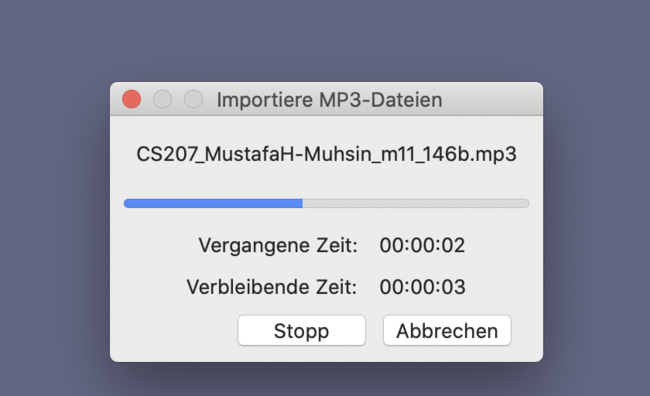 Importiere MP3-Dateien
CS207_MustafaH-Muhsin_m11_146b.mp3
Vergangene Zeit: 00:00:02
Verbleibende Zeit: 00:00:03
Stopp Abbrechen